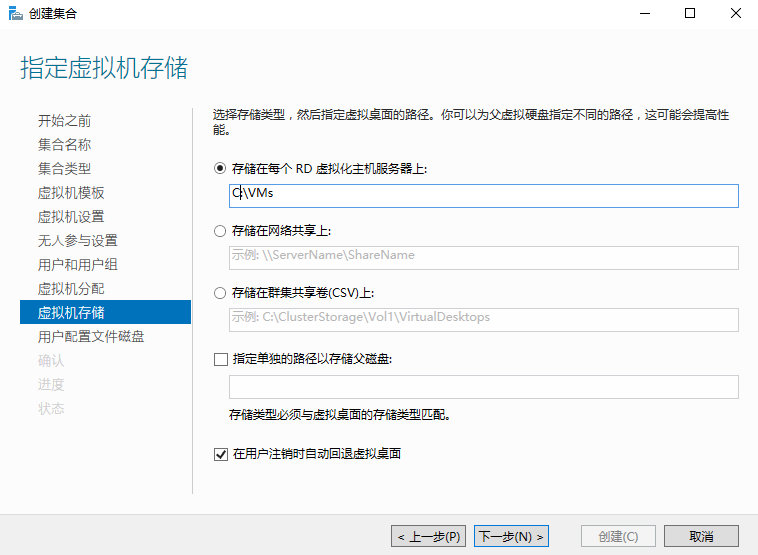 创建集合
指定虚拟机存储
开始之前
集合名称
集合类型
虚拟机模板
虚拟机设置
无人参与设置
用户和用户组
虚拟机分配
虚拟机存储
用户配置文件磁盘
确认
进度
状态
选择存储类型，然后指定虚拟桌面的路径。你可以为父虚拟硬盘指定不同的路径，这可能会提高性
能。
存储在每个 RD 虚拟化主机服务器上:
C:\VMs
存储在网络共享上:
示例: \\ServerName\ShareName
存储在群集共享卷(CSV)上:
示例: C:\ClusterStorage\Vol1\VirtualDesktops
指定单独的路径以存储父磁盘:
存储类型必须与虚拟桌面的存储类型匹配。
在用户注销时自动回退虚拟桌面
< 上一步(P)
下一步(N) >
创建(C)
取消